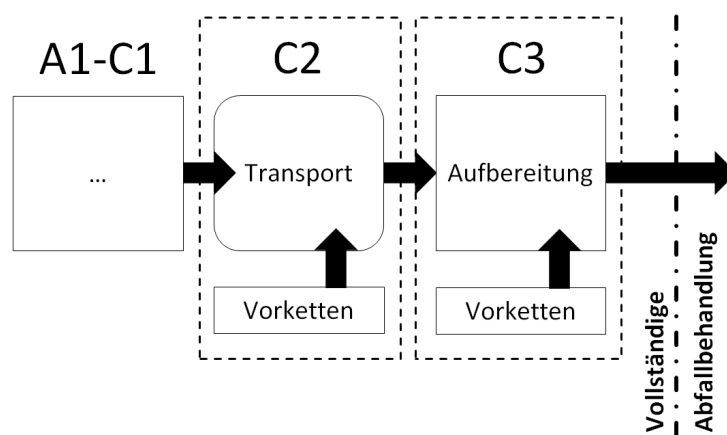 A1-C1
C2
C3
...
Transport
Aufbereitung
Vorketten
Vorketten
Vollständige
Abfallbehandlung